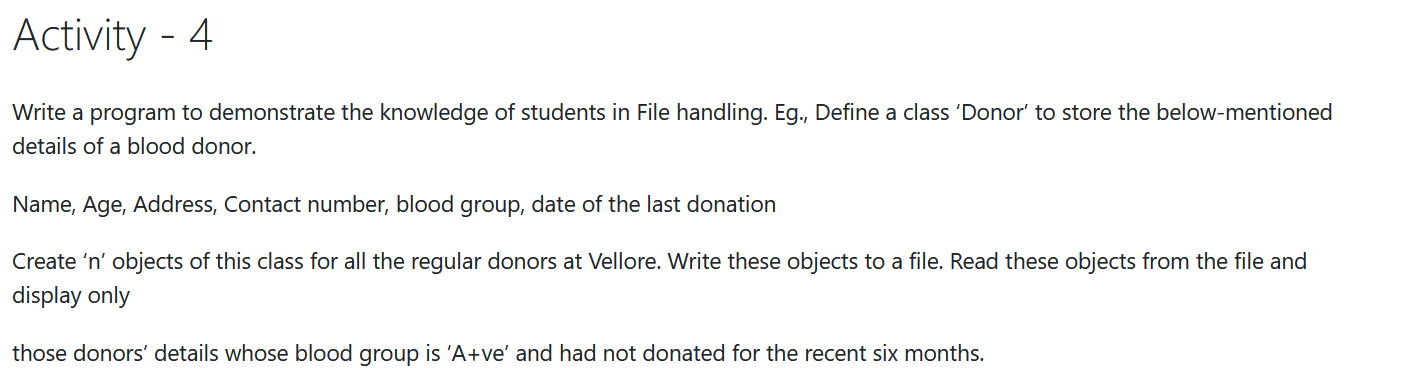 Activity - 4
Write a program to demonstrate the knowledge of students in File handling. Eg., Define a class ‘Donor’ to store the below-mentioned
details of a blood donor.
Name, Age, Address, Contact number, blood group, date of the last donation
Create ‘n’ objects of this class for all the regular donors at Vellore. Write these objects to a file. Read these objects from the file and
display only
those donors’ details whose blood group is ‘A+ve’ and had not donated for the recent six months.